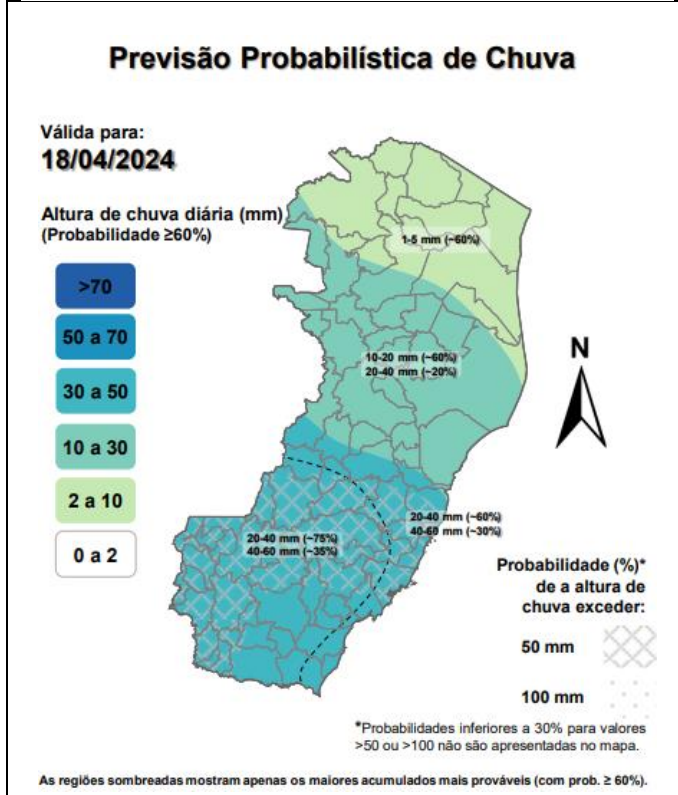 Previsão Probabilística de Chuva
Válida para:
18/04/2024
Altura de chuva diária (mm)
(Probabilidade ≥60%)
>70
50 a 70
30 a 50
10 a 30
2 a 10
0 a 2
1-5 mm (~60%)
10-20 mm (~60%)
20-40 mm (~20%)
N
20-40 mm (~60%)
40-60 mm (~30%)
20-40 mm (~75%)
40-60 mm (~35%)
Probabilidade (%)*
de a altura de
chuva exceder:
50 mm
100 mm
*Probabilidades inferiores a 30% para valores
>50 ou >100 não são apresentadas no mapa.
As regiões sombreadas mostram apenas os maiores acumulados mais prováveis (com prob. ≥ 60%).